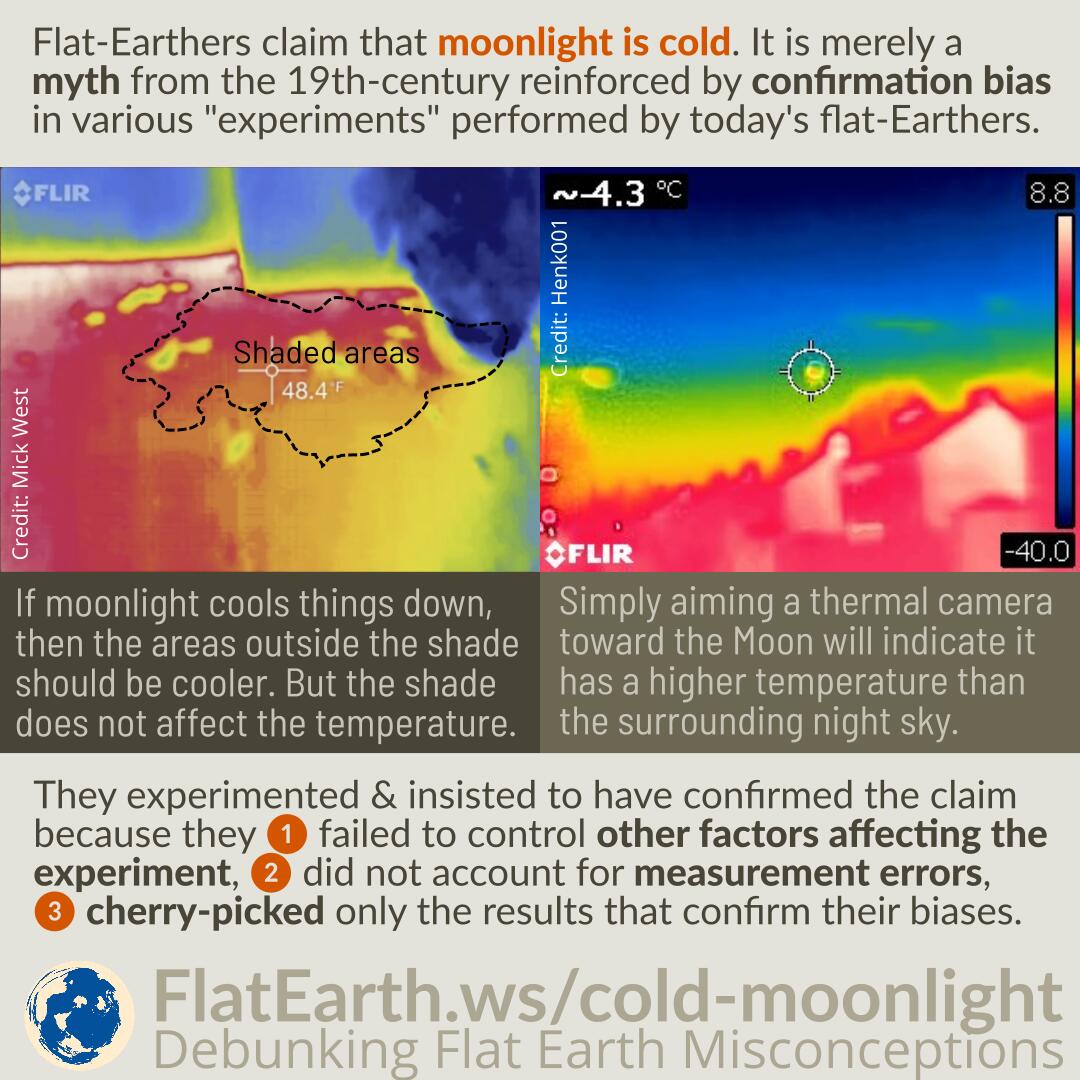 Flat-Earthers claim that moonlight is cold. It is merely a
myth from the 19th-century reinforced by confirmation bias
in various "experiments" performed by today's flat-Earthers.
FLIR
Shaded areas
48.4°F
Credit: Mick West
~-4.3 °C
8.8
Credit: Henk001
FLIR
-40.0
If moonlight cools things down,
then the areas outside the shade
should be cooler. But the shade
does not affect the temperature.
Simply aiming a thermal camera
toward the Moon will indicate it
has a higher temperature than
the surrounding night sky.
They experimented & insisted to have confirmed the claim
because they 1 failed to control other factors affecting the
experiment, 2 did not account for measurement errors,
3 cherry-picked only the results that confirm their biases.
FlatEarth.ws/cold-moonlight
Debunking Flat Earth Misconceptions